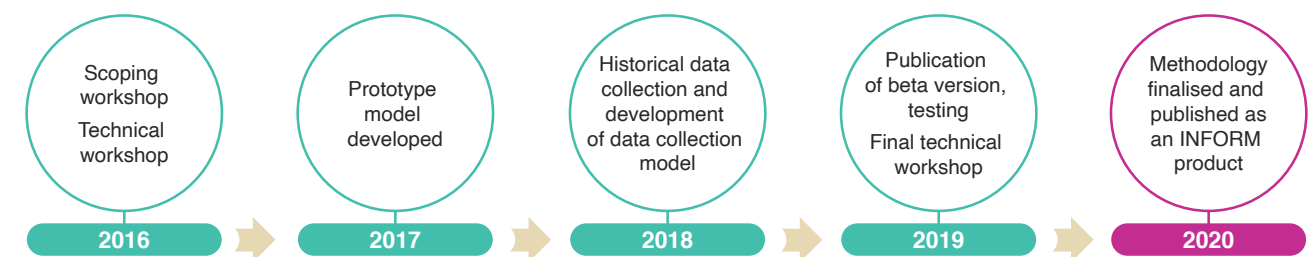 Scoping
workshop
Technical
workshop
2016
Prototype
model
developed
2017
Historical data
collection and
development
of data collection
model
2018
Publication
of beta version,
testing
Final technical
workshop
2019
Methodology
finalised and
published as
an INFORM
product
2020